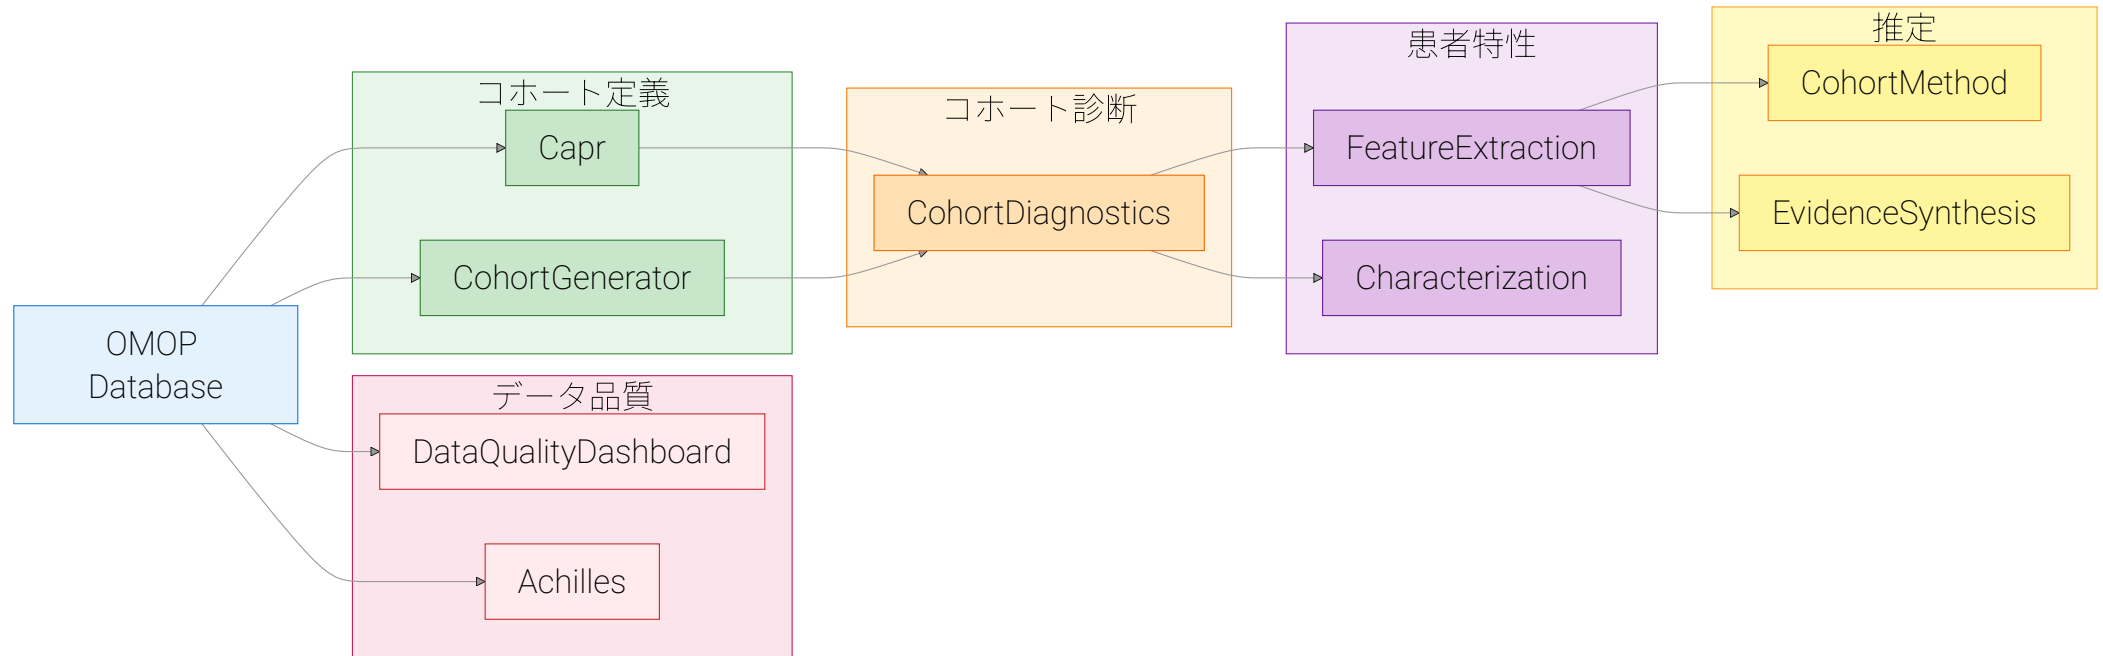 OMOP
Database
コホート定義
Capr
CohortGenerator
データ品質
DataQualityDashboard
Achilles
コホート診断
CohortDiagnostics
患者特性
FeatureExtraction
Characterization
推定
CohortMethod
EvidenceSynthesis